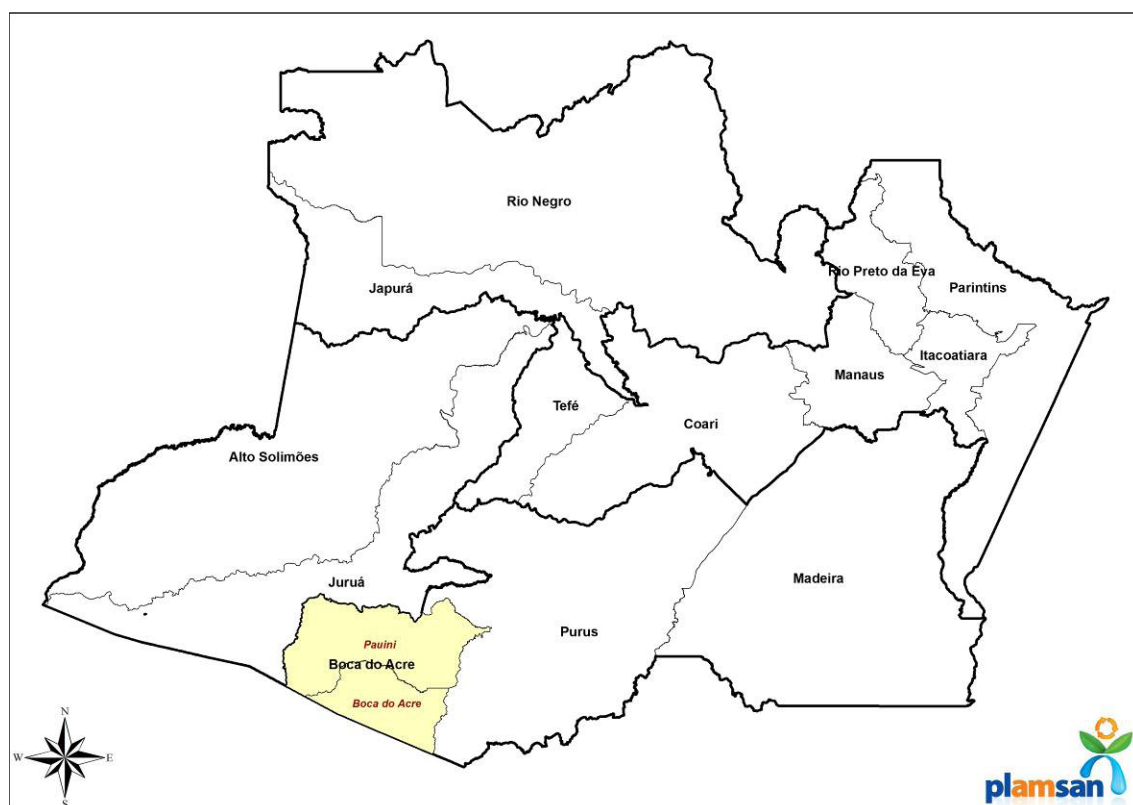 Rio Negro
Rio Preto da Eva
Parintins
Japurá
Itacoatiara
Manaus
Tefé
Coari
Alto Solimões
Juruá
Madeira
Purus
Pauini
Boca do Acre
Boca do Acre
N
W
E
S
plamsan